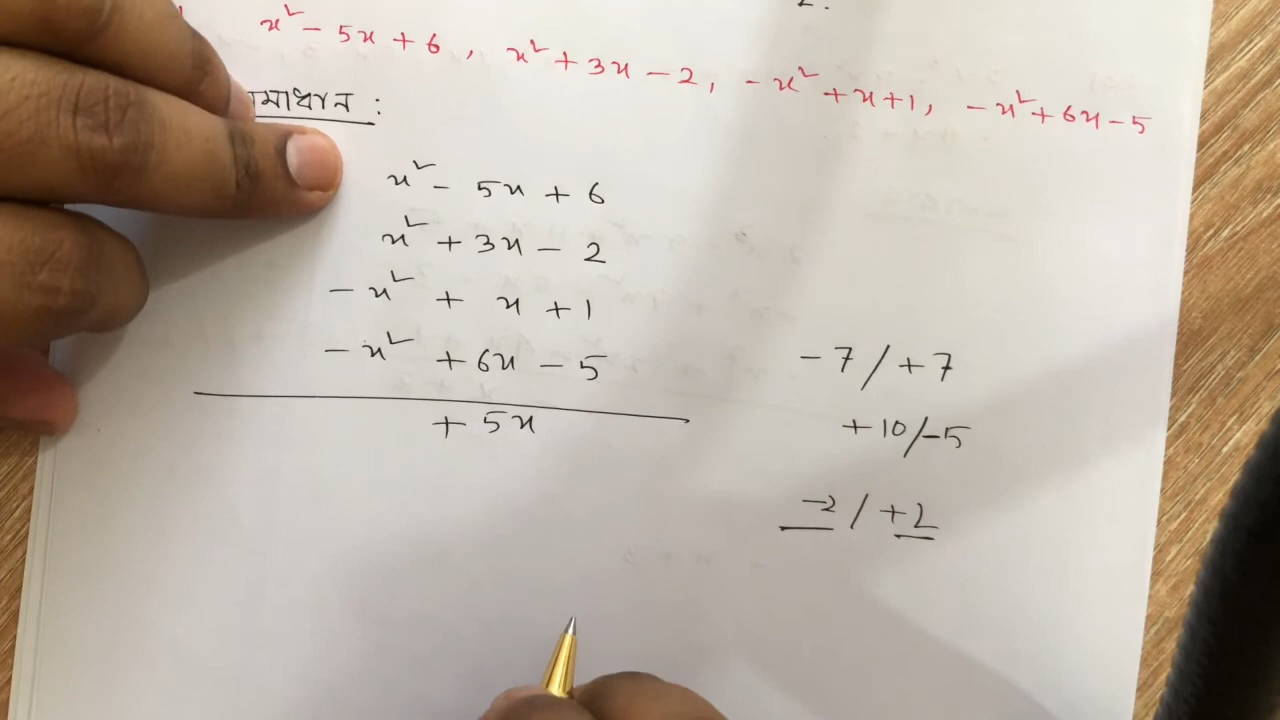 x² - 5x + 6 , x² + 3x - 2 , - x² + x + 1 , - x² + 6x - 5
x² - 5x + 6
x² + 3x - 2
- x² + x + 1
- x² + 6x - 5
+ 5x
- 7 / + 7
+ 10 / - 5
- 2 / + 2